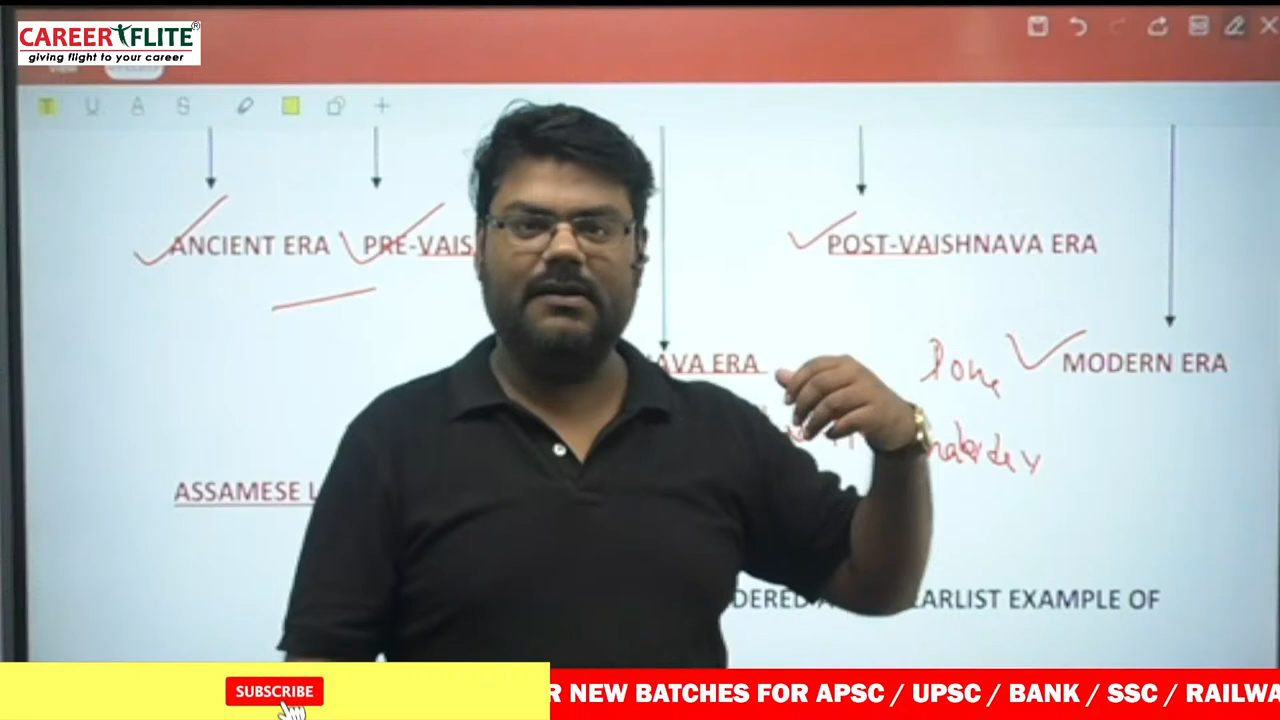 CAREER FLITE®
giving flight to your career
ANCIENT ERA PRE-VAIS
POST-VAISHNAVA ERA
AVA ERA
MODERN ERA
ASSAMESE L
DERED
EXAMPLE OF
SUBSCRIBE
R NEW BATCHES FOR APSC / UPSC / BANK / SSC / RAILWA